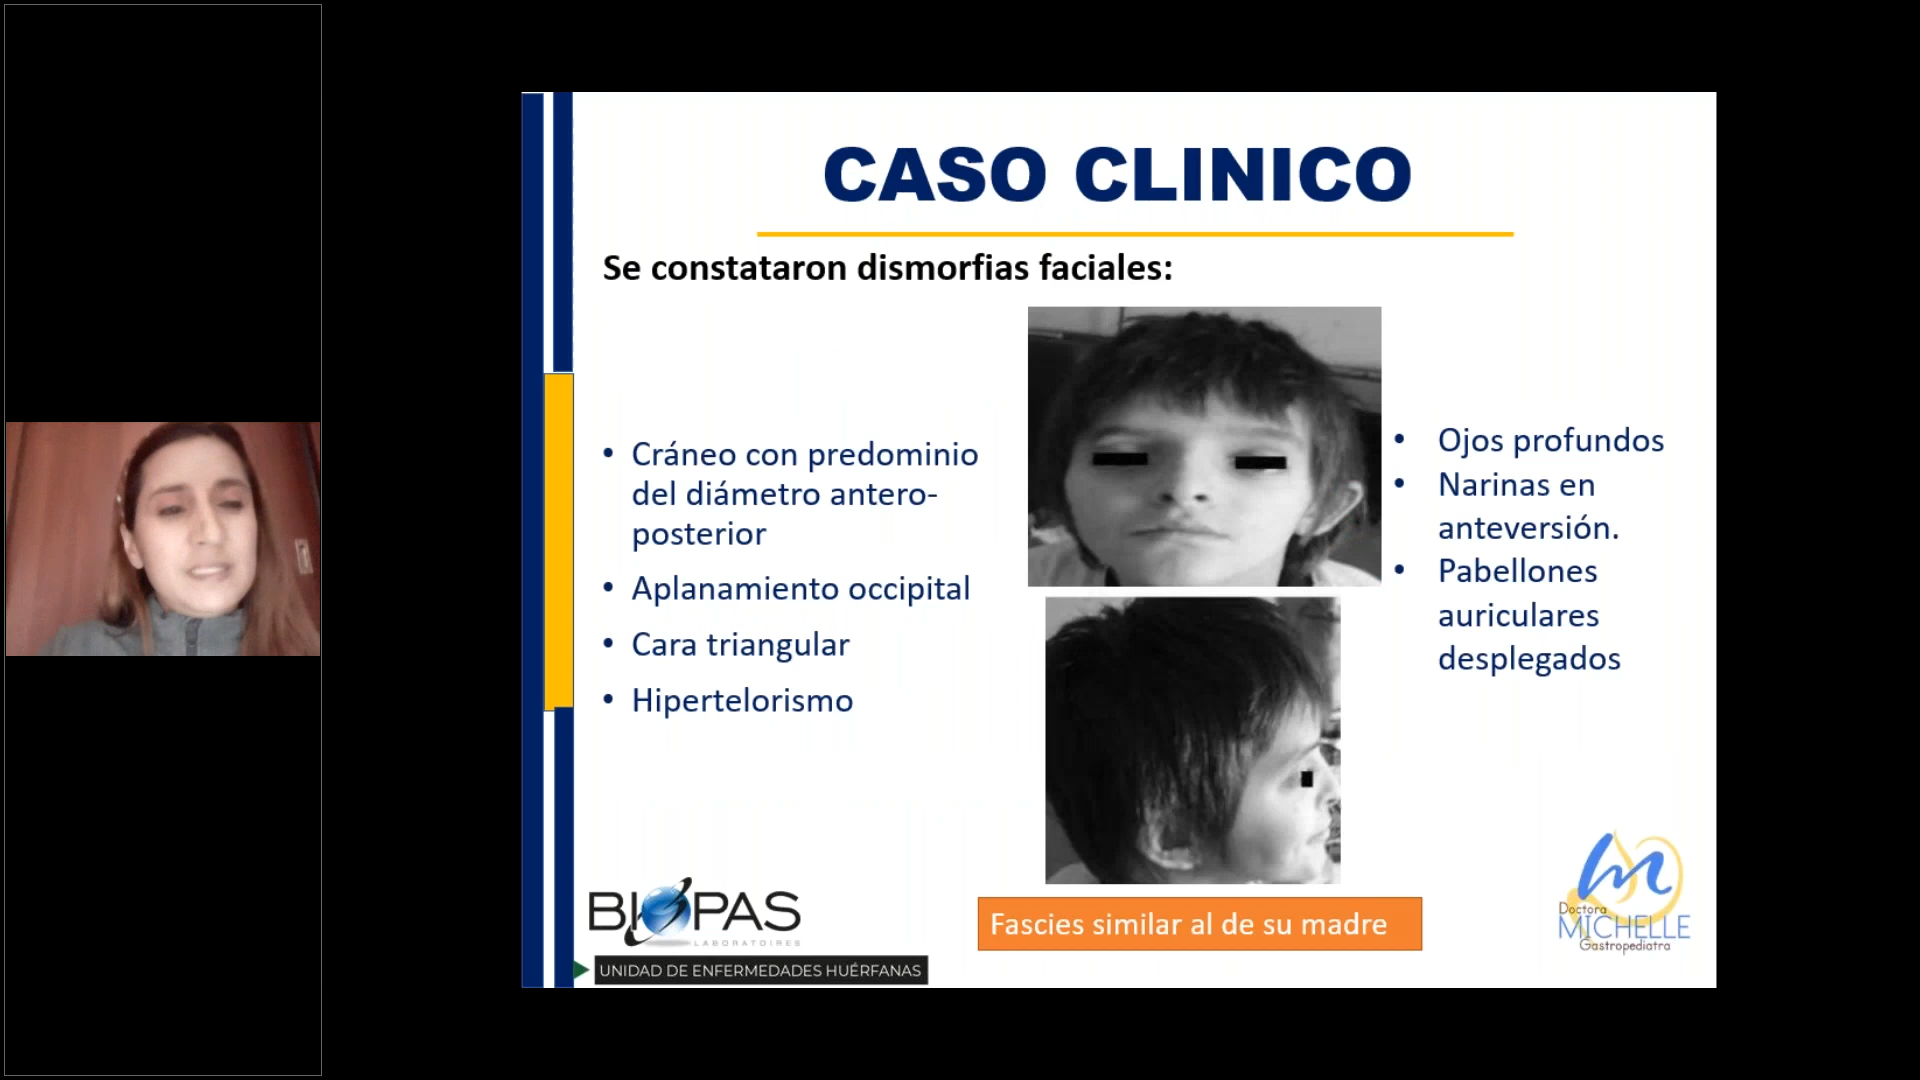 CASO CLINICO
Se constataron dismorfias faciales:
• Cráneo con predominio
del diámetro antero-
posterior
• Aplanamiento occipital
• Cara triangular
• Hipertelorismo
• Ojos profundos
• Narinas en
anteversión.
• Pabellones
auriculares
desplegados
Fascies similar al de su madre
BIOPAS
LABORATOIRES
UNIDAD DE ENFERMEDADES HUÉRFANAS
m
Doctora
MICHELLE
Gastropediatra